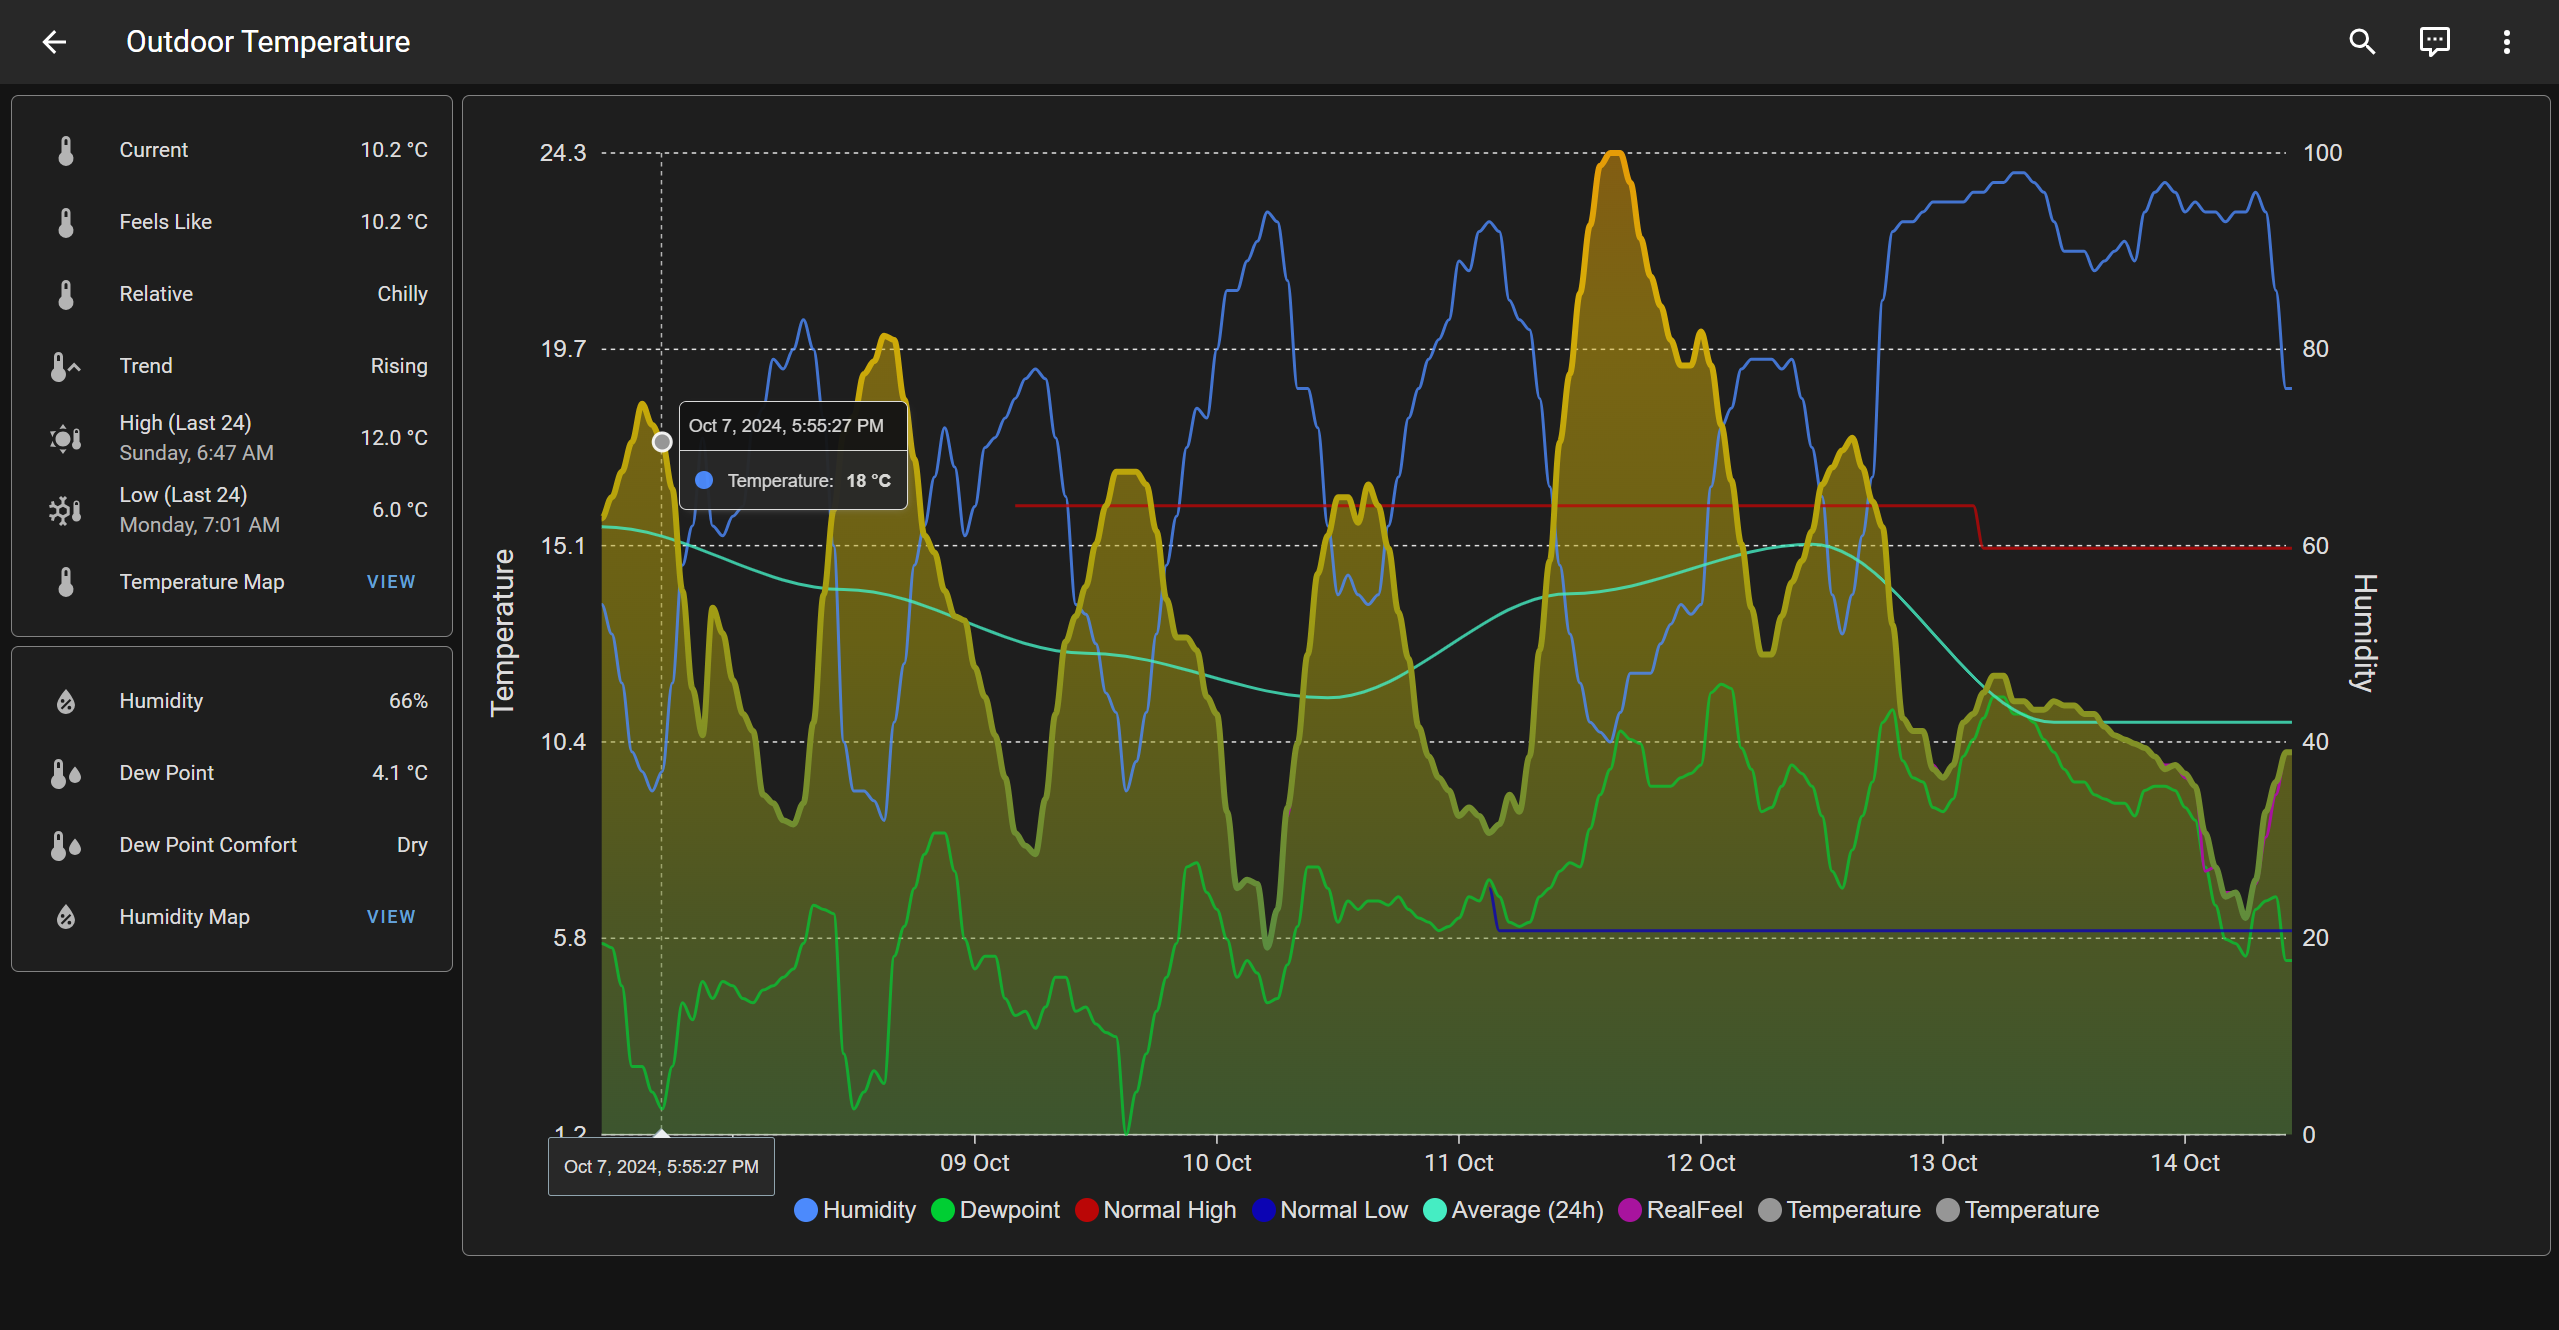 Outdoor Temperature
Current 10.2 °C
Feels Like 10.2 °C
Relative Chilly
Trend Rising
High (Last 24) 12.0 °C
Sunday, 6:47 AM
Low (Last 24) 6.0 °C
Monday, 7:01 AM
Temperature Map VIEW
Humidity 66%
Dew Point 4.1 °C
Dew Point Comfort Dry
Humidity Map VIEW
Temperature
24.3
19.7
15.1
10.4
5.8
1.2
Oct 7, 2024, 5:55:27 PM
Temperature: 18 °C
100
80
60
40
20
0
Humidity
Oct 7, 2024, 5:55:27 PM
09 Oct 10 Oct 11 Oct 12 Oct 13 Oct 14 Oct
Humidity Dewpoint Normal High Normal Low Average (24h) RealFeel Temperature Temperature